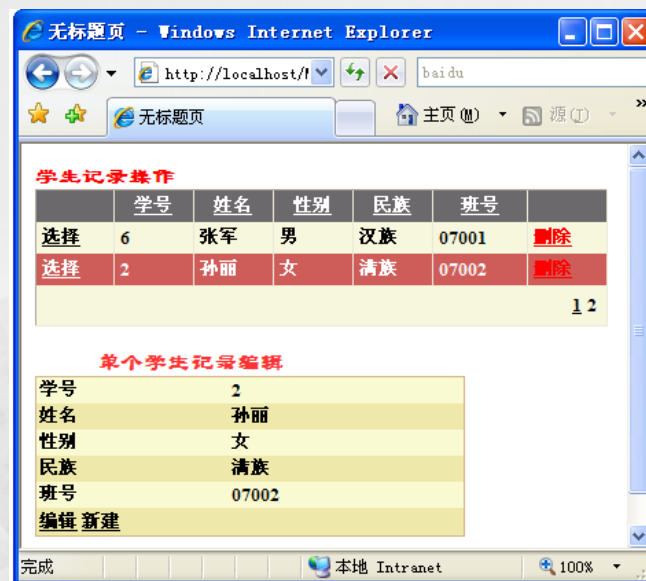 无标题页 - Windows Internet Explorer
http://localhost/ baidu
无标题页 主页(M) 源(J) »
学生记录操作
学号 姓名 性别 民族 班号
选择 6 张军 男 汉族 07001 删除
选择 2 孙丽 女 满族 07002 删除
1 2
单个学生记录编辑
学号 2
姓名 孙丽
性别 女
民族 满族
班号 07002
编辑 新建
完成 本地 Intranet 100%